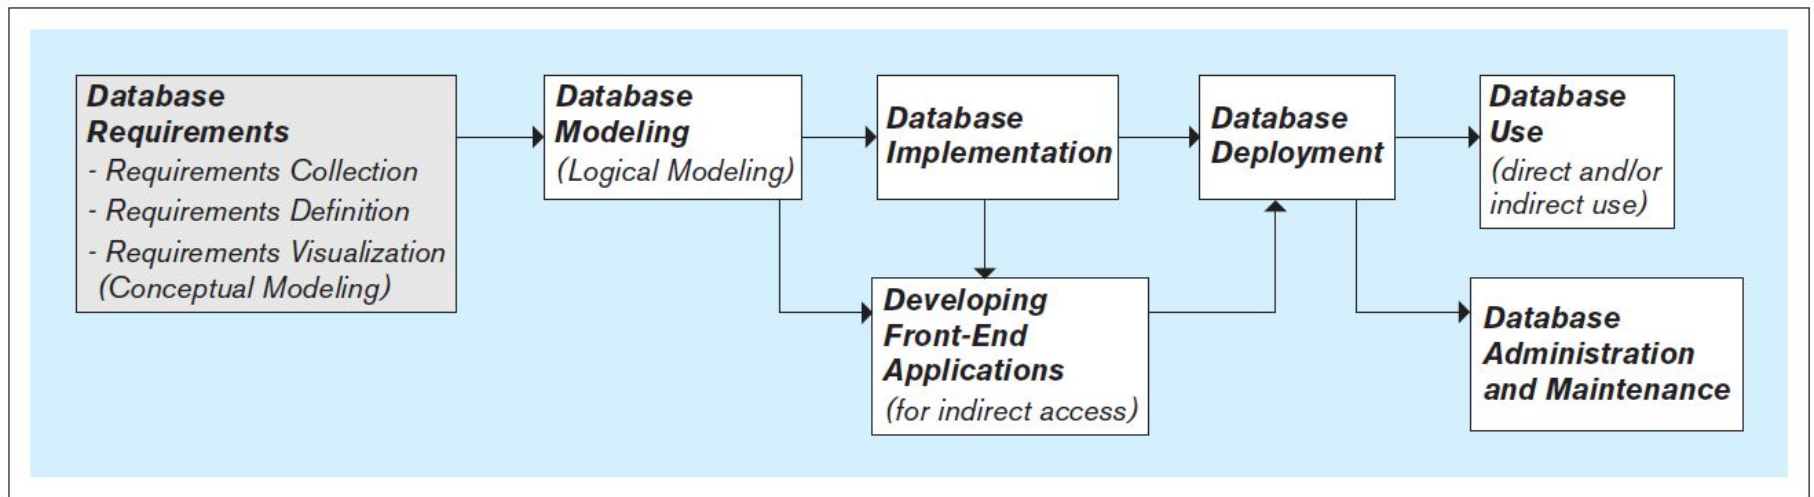 Database
Requirements
- Requirements Collection
- Requirements Definition
- Requirements Visualization
(Conceptual Modeling)
Database
Modeling
(Logical Modeling)
Database
Implementation
Database
Deployment
Database
Use
(direct and/or
indirect use)
Developing
Front-End
Applications
(for indirect access)
Database
Administration
and Maintenance